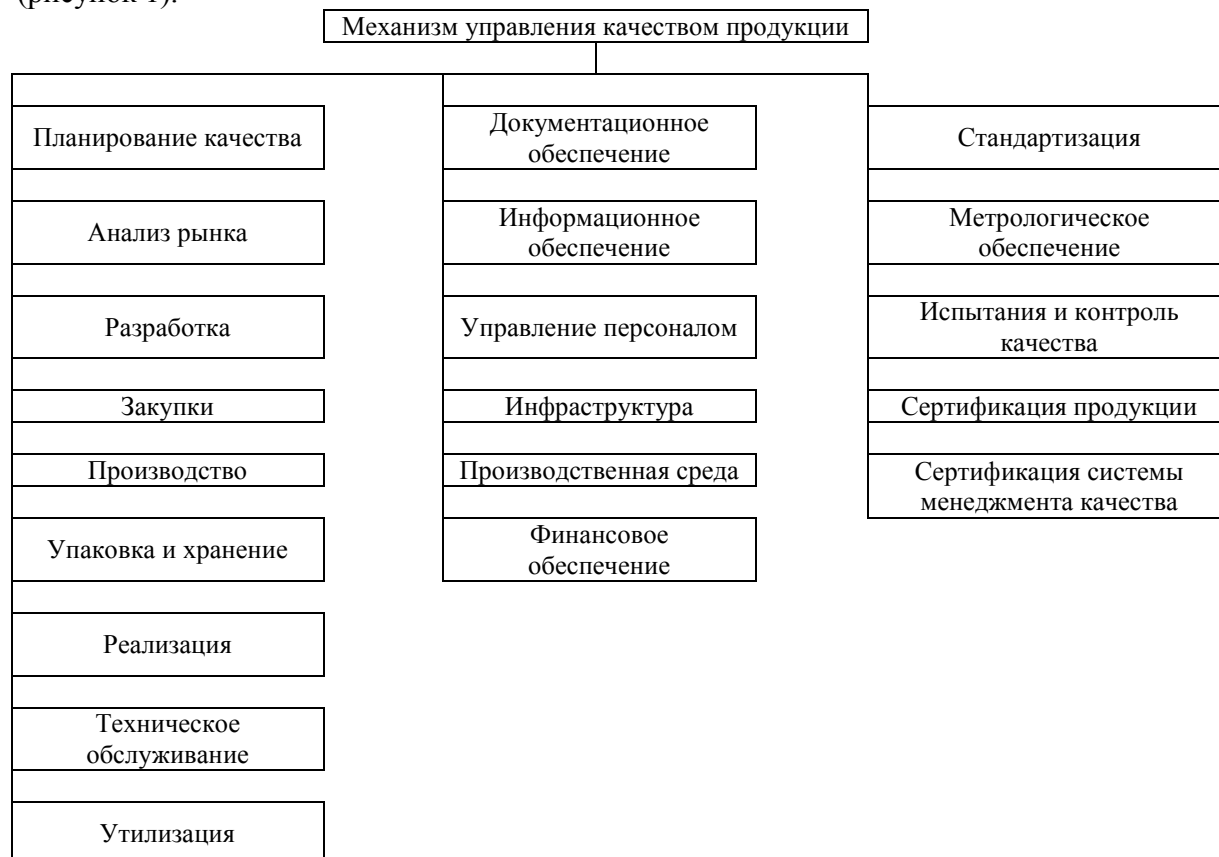 (рисунок 1).
Механизм управления качеством продукции
Планирование качества
Документационное
обеспечение
Стандартизация
Анализ рынка
Информационное
обеспечение
Метрологическое
обеспечение
Разработка
Управление персоналом
Испытания и контроль
качества
Закупки
Инфраструктура
Сертификация продукции
Производство
Производственная среда
Сертификация системы
менеджмента качества
Упаковка и хранение
Финансовое
обеспечение
Реализация
Техническое
обслуживание
Утилизация